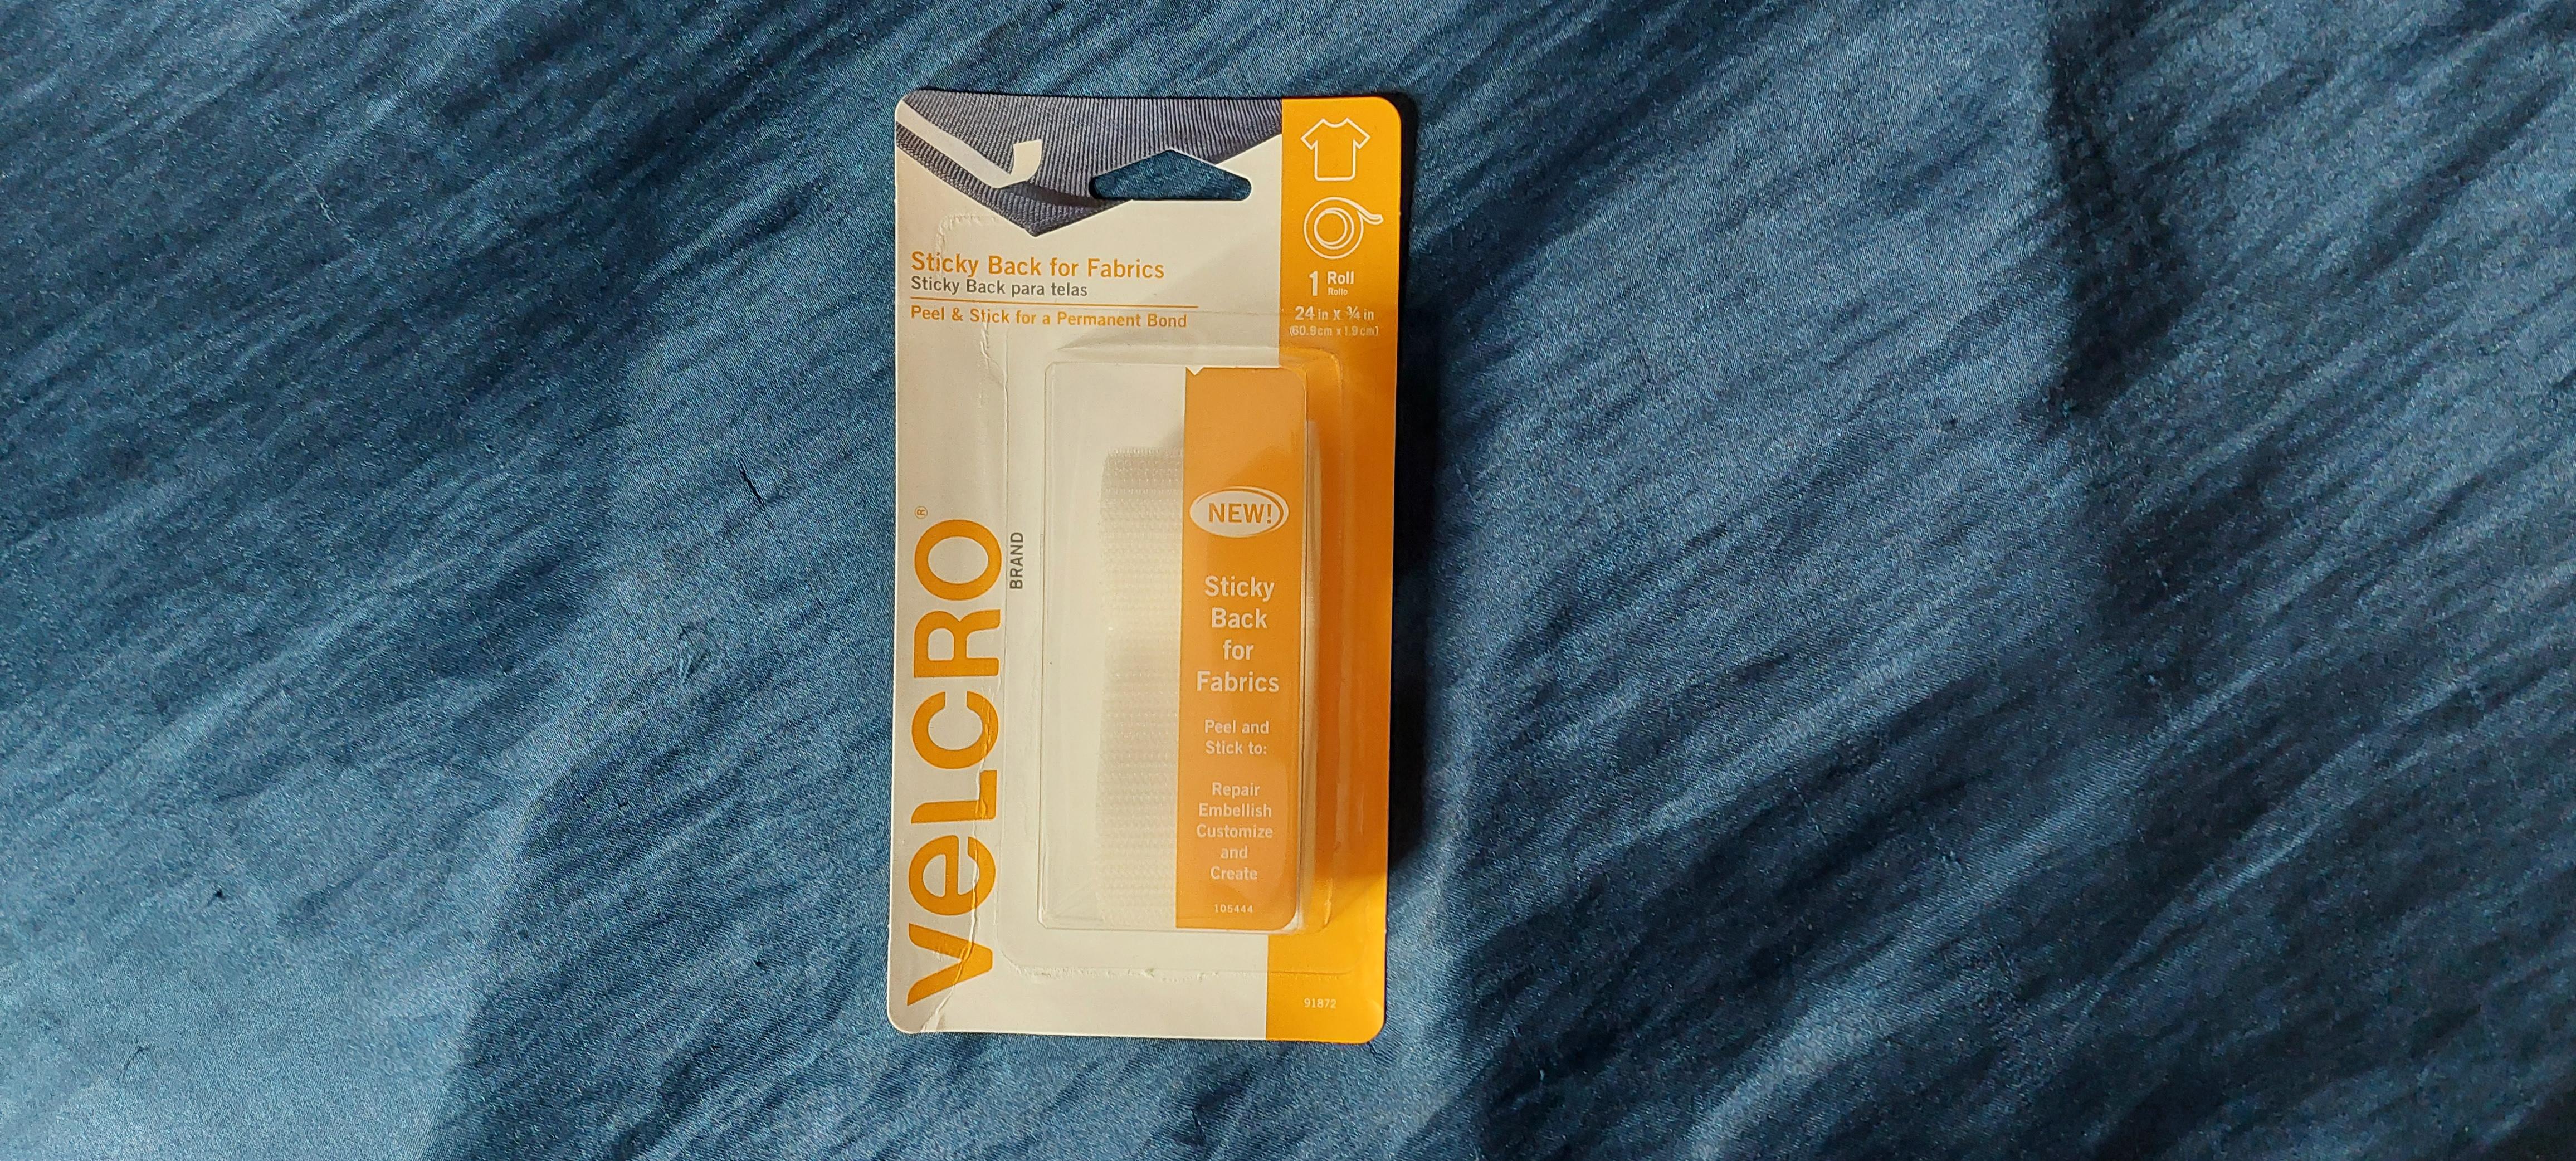 Sticky Back for Fabrics
Sticky Back para telas
Peel & Stick for a Permanent Bond
1 Roll
Rollo
24 in x ¾ in
(60.9cm x 1.9cm)
VELCRO®
BRAND
NEW!
Sticky
Back
for
Fabrics
Peel and
Stick to:
Repair
Embellish
Customize
and
Create
105444
91872